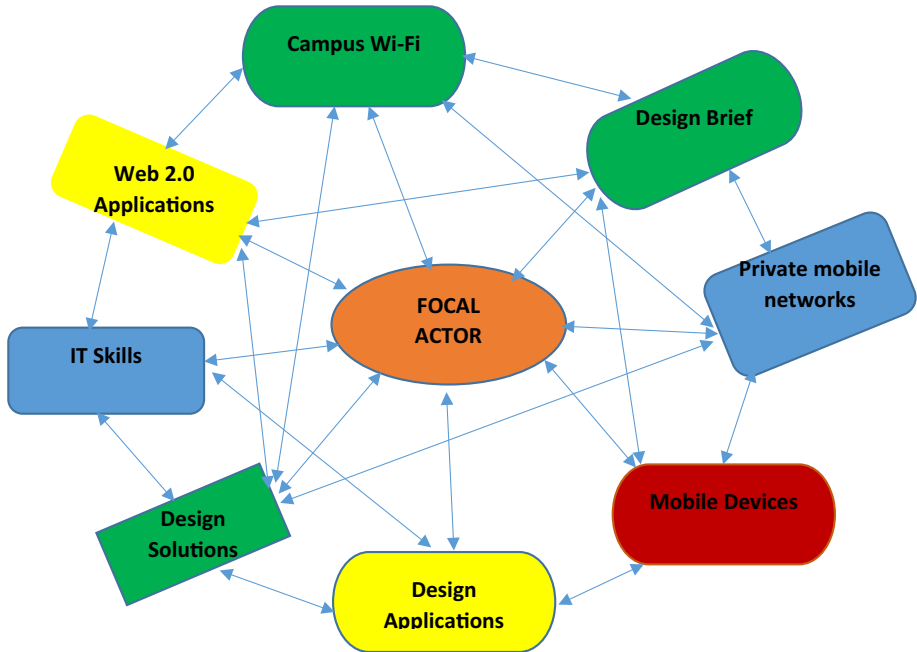 Campus Wi-Fi
Design Brief
Web 2.0
Applications
Private mobile
networks
FOCAL
ACTOR
IT Skills
Mobile Devices
Design
Solutions
Design
Applications